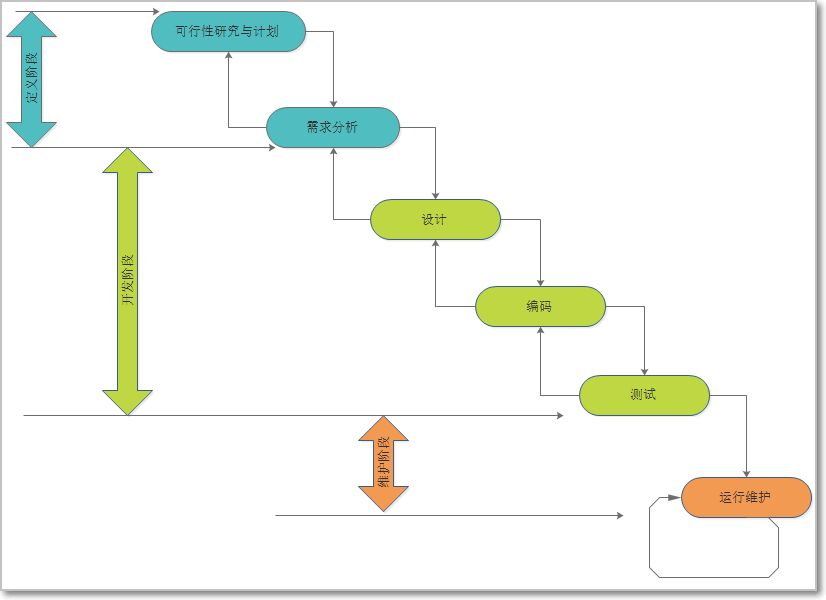 可行性研究与计划
定义阶段
需求分析
设计
开发阶段
编码
测试
维护阶段
运行维护